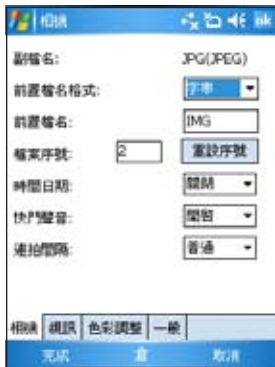 相機 ok
副檔名: JPG(JPEG)
前置檔名格式: 字串
前置檔名: IMG
檔案序號: 2 重設序號
時間日期: 關閉
快門聲音: 開啟
連拍間隔: 普通
相機 視訊 色彩調整 一般
完成 取消